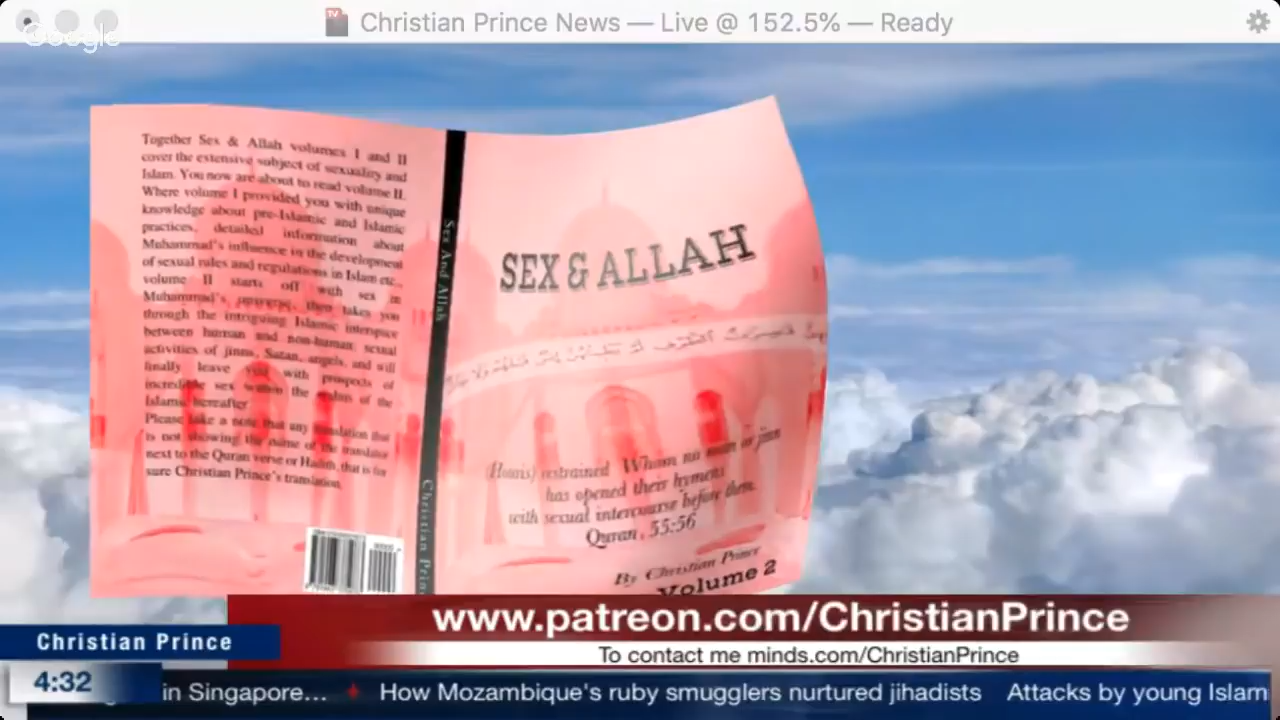 Christian Prince News — Live @ 152.5% — Ready
Google
Together Sex & Allah volumes I and II
cover the extensive subject of sexuality and
Islam. You now are about to read volume II.
Where volume I provided you with unique
knowledge about pre-Islamic and Islamic
practices, detailed information about
Muhammad's influence in the development
of sexual rules and regulations in Islam etc.,
volume II starts off with sex in
Muhammad's universe, then takes you
through the intriguing Islamic interspice
between human and non-human sexual
activities of jinns, Satan, angels, and will
finally leave you with prospects of
incredible sex within the realms of the
Islamic hereafter
Please take a note that any translation that
is not showing the name of the translator
next to the Quran verse or Hadith, that is for
sure Christian Prince's translation.
Sex And Allah
Christian Prin
SEX & ALLAH
(Houris) restrained Whom no man or jinn
has opened their hymens
with sexual intercourse before them.
Quran, 55:56
By Christian Prince
Volume 2
www.patreon.com/ChristianPrince
Christian Prince
To contact me minds.com/ChristianPrince
4:32
in Singapore... How Mozambique's ruby smugglers nurtured jihadists Attacks by young Islam